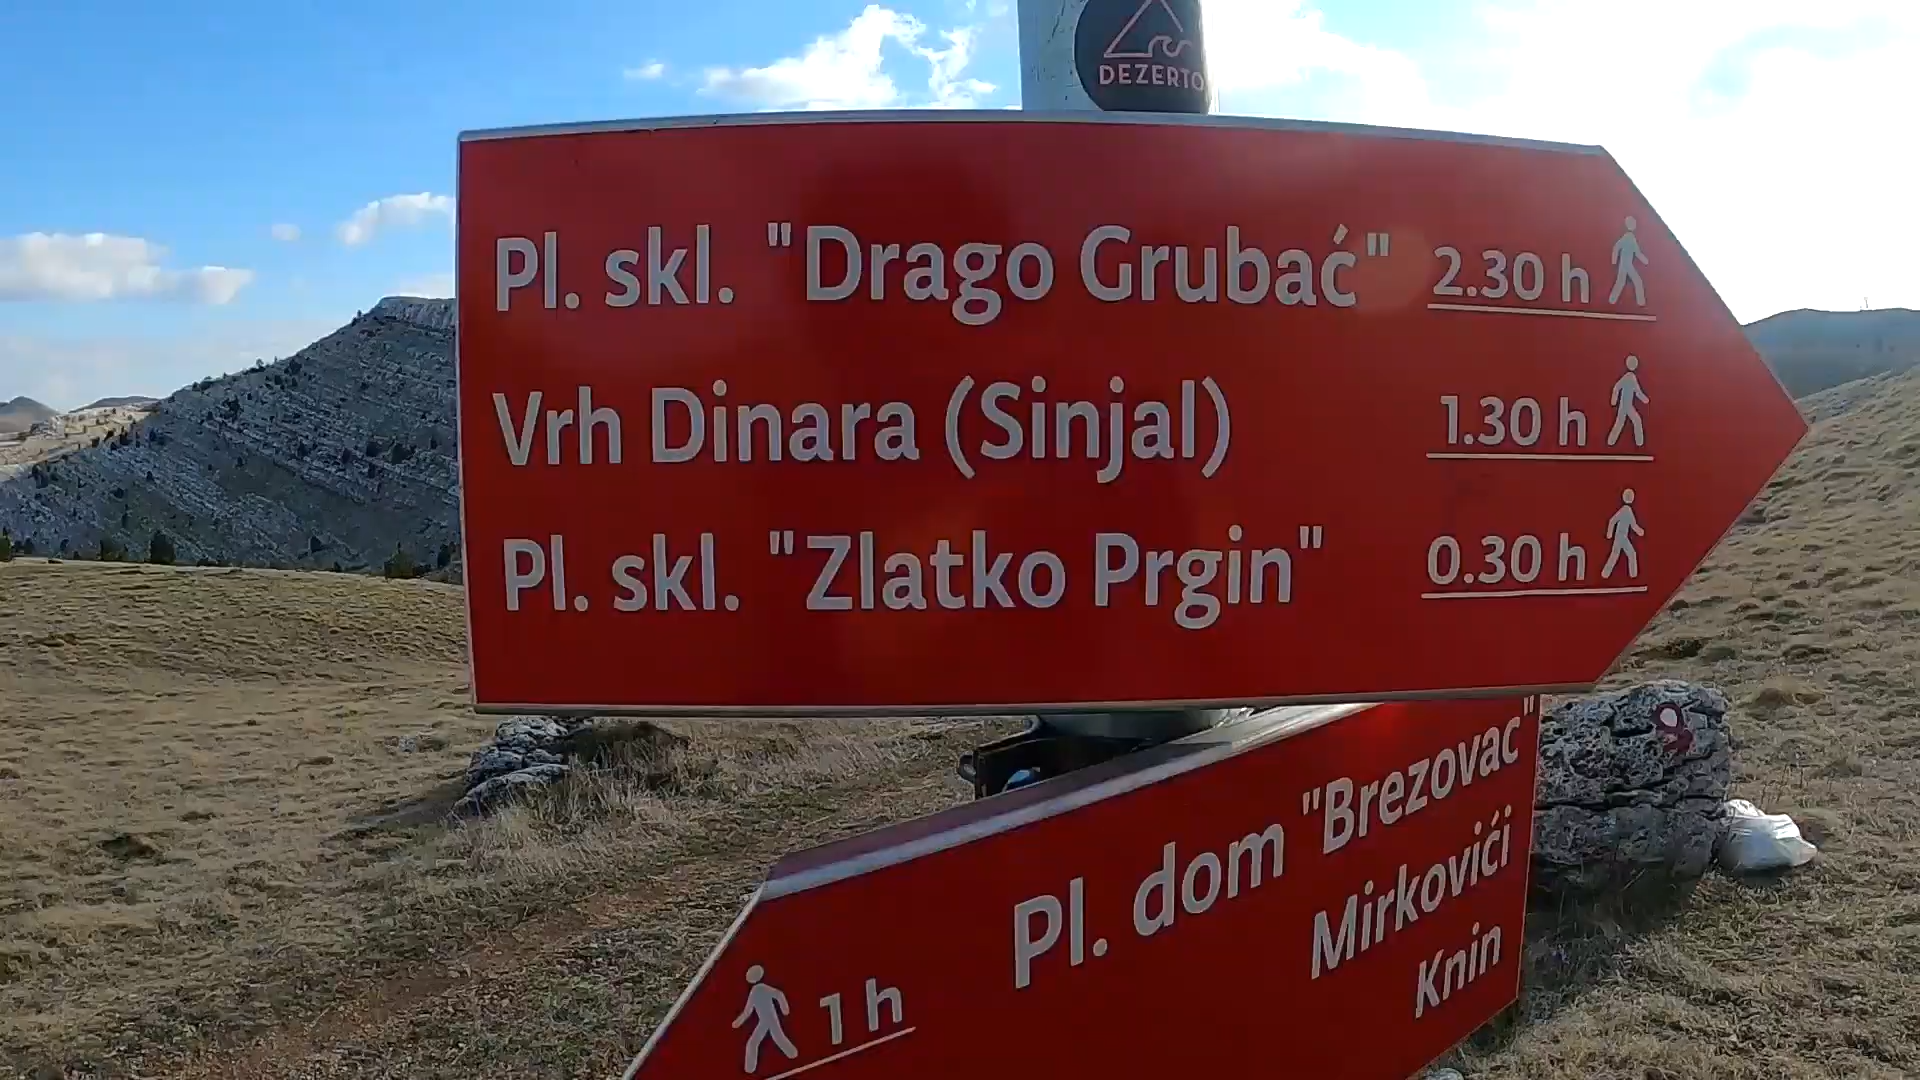 DEZERTO
Pl. skl. "Drago Grubać" 2.30 h
Vrh Dinara (Sinjal) 1.30 h
Pl. skl. "Zlatko Prgin" 0.30 h
Pl. dom "Brezovac"
Mirkovići
Knin
1 h